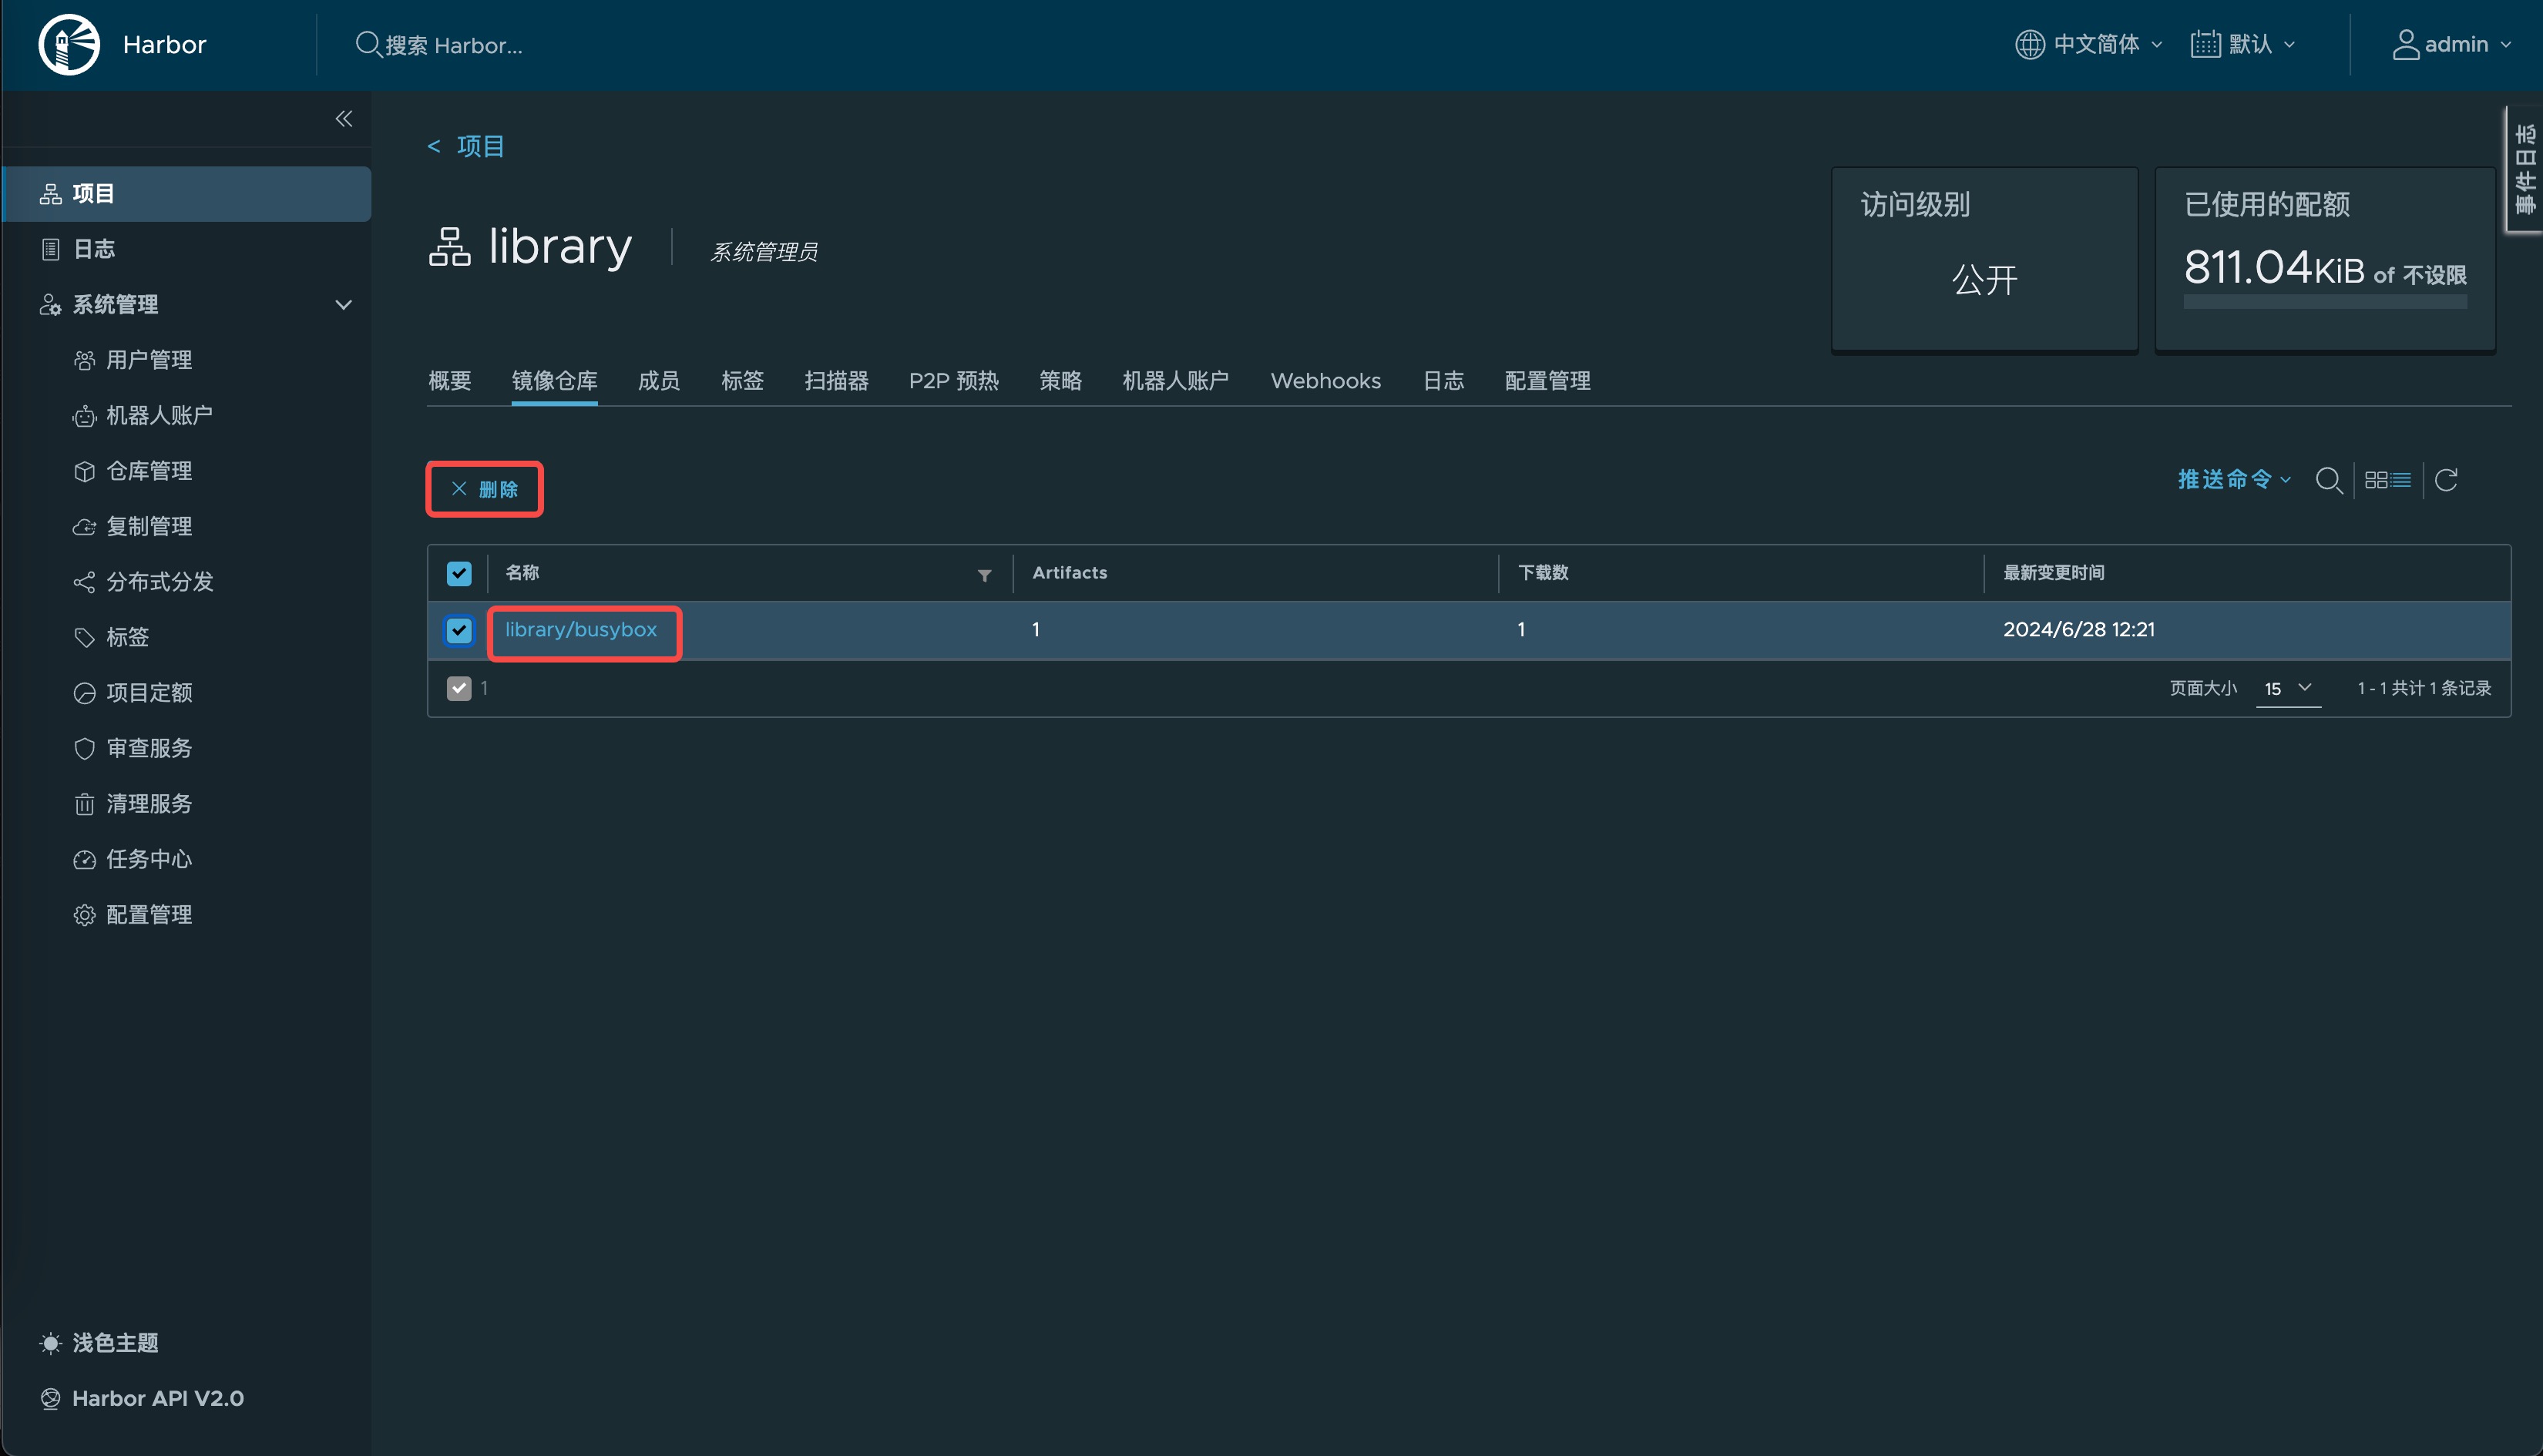 Harbor
搜索 Harbor...
中文简体
默认
admin
事件日志
项目
日志
系统管理
用户管理
机器人账户
仓库管理
复制管理
分布式分发
标签
项目定额
审查服务
清理服务
任务中心
配置管理
浅色主题
Harbor API V2.0
< 项目
library
系统管理员
访问级别
公开
已使用的配额
811.04KiB of 不设限
概要 镜像仓库 成员 标签 扫描器 P2P 预热 策略 机器人账户 Webhooks 日志 配置管理
删除
推送命令
名称 Artifacts 下载数 最新变更时间
library/busybox 1 1 2024/6/28 12:21
1 页面大小 15 1 - 1 共计 1 条记录